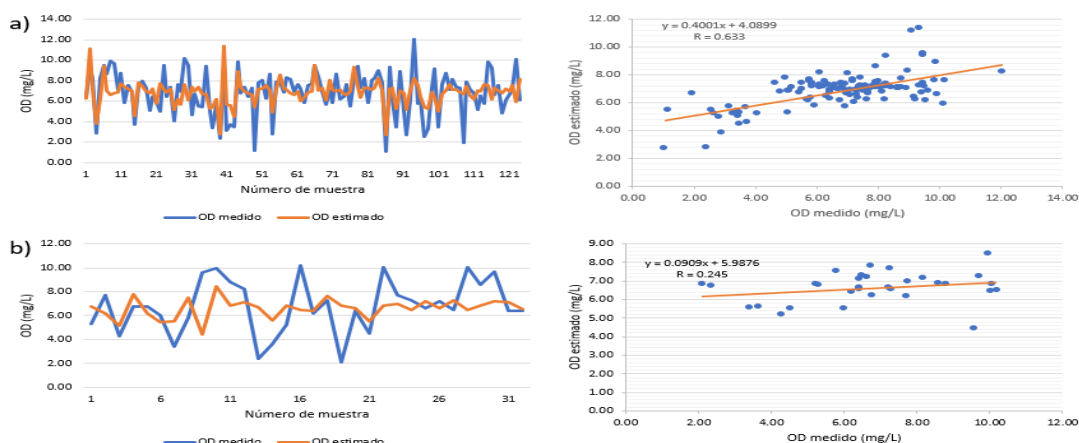 a)
14.00
12.00
10.00
8.00
6.00
4.00
2.00
0.00
OD (mg/L)
1 11 21 31 41 51 61 71 81 91 101 111 121
Número de muestra
OD medido OD estimado
12.00
10.00
8.00
6.00
4.00
2.00
0.00
OD estimado (mg/L)
y = 0.4001x + 4.0899
R = 0.633
0.00 2.00 4.00 6.00 8.00 10.00 12.00 14.00
OD medido (mg/L)
b)
12.00
10.00
8.00
6.00
4.00
2.00
0.00
OD (mg/L)
1 6 11 16 21 26 31
Número de muestra
OD medido OD estimado
9.00
8.00
7.00
6.00
5.00
4.00
3.00
2.00
1.00
0.00
OD estimado (mg/L)
y = 0.0909x + 5.9876
R = 0.245
0.00 2.00 4.00 6.00 8.00 10.00 12.00
OD medido (mg/L)